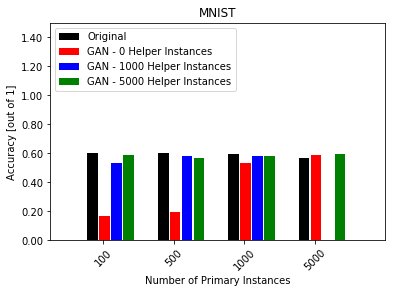 MNIST
Original
GAN - 0 Helper Instances
GAN - 1000 Helper Instances
GAN - 5000 Helper Instances
Accuracy [out of 1]
1.40
1.20
1.00
0.80
0.60
0.40
0.20
0.00
100
500
1000
5000
Number of Primary Instances